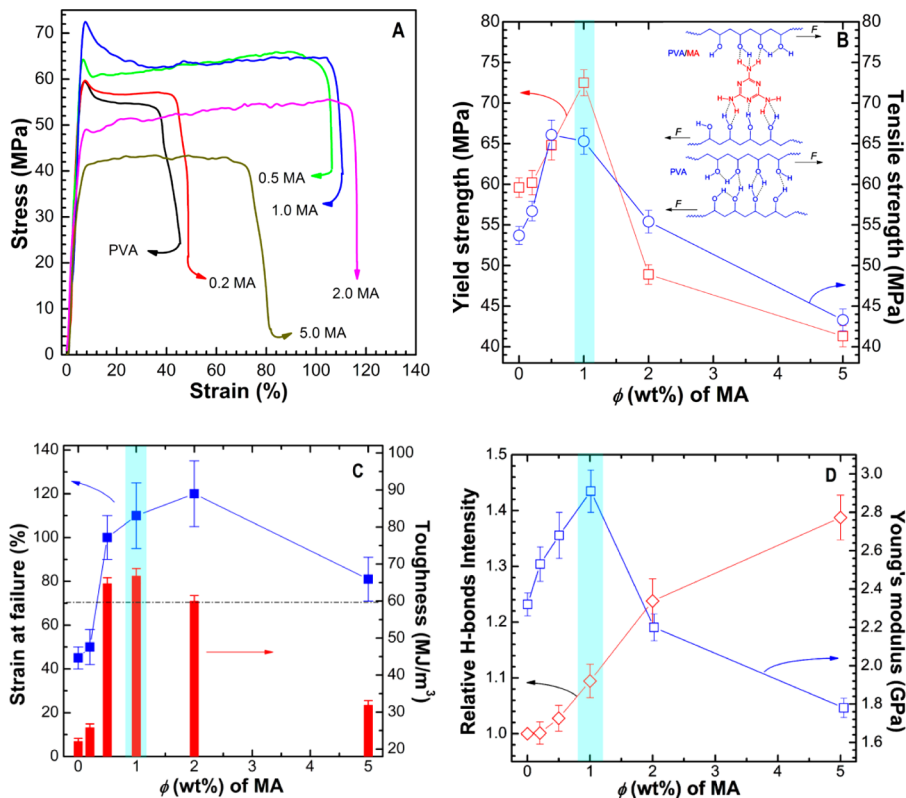 A
Stress (MPa)
70
60
50
40
30
20
10
0
0 20 40 60 80 100 120 140
Strain (%)
PVA
0.2 MA
0.5 MA
1.0 MA
2.0 MA
5.0 MA
B
Yield strength (MPa)
80
75
70
65
60
55
50
45
40
0 1 2 3 4 5
ϕ (wt%) of MA
80
75
70
65
60
55
50
45
40
Tensile strength (MPa)
PVA/MA
F
F
PVA
F
F
C
Strain at failure (%)
140
120
100
80
60
40
20
0
0 1 2 3 4 5
ϕ (wt%) of MA
100
90
80
70
60
50
40
30
20
Toughness (MJ/m³)
D
Relative H-bonds Intensity
1.5
1.4
1.3
1.2
1.1
1.0
0 1 2 3 4 5
ϕ (wt%) of MA
3.0
2.8
2.6
2.4
2.2
2.0
1.8
1.6
Young's modulus (GPa)